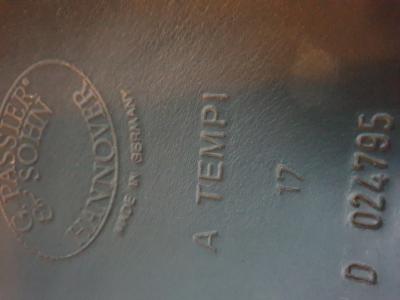 G. PASSIER
& SOHN
HANNOVER
MADE IN GERMANY
A TEMPI
17
D 024795